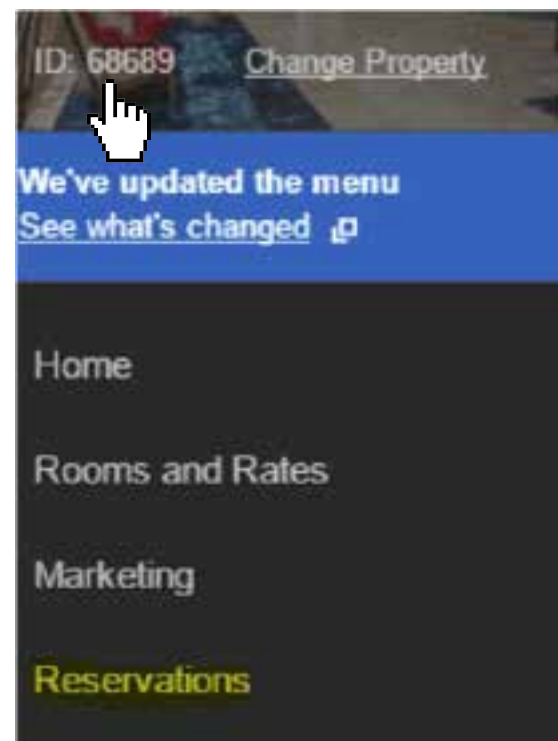 ID: 68689 Change Property
We've updated the menu
See what's changed
Home
Rooms and Rates
Marketing
Reservations